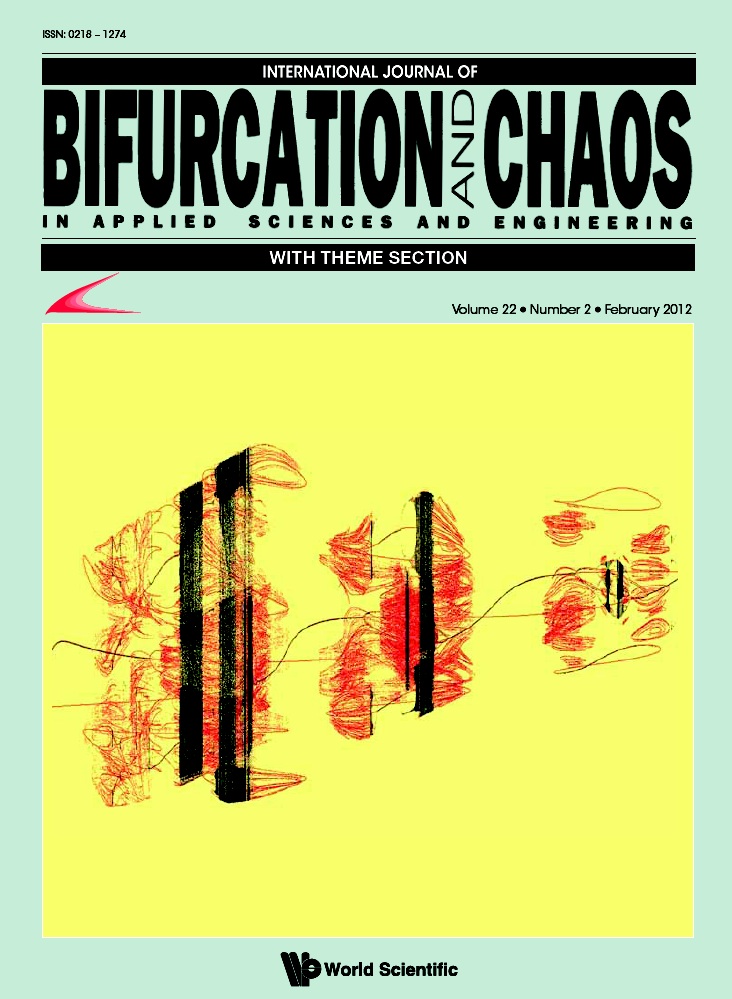 ISSN: 0218 – 1274
INTERNATIONAL JOURNAL OF
BIFURCATION AND CHAOS
IN APPLIED SCIENCES AND ENGINEERING
WITH THEME SECTION
Volume 22 • Number 2 • February 2012
World Scientific